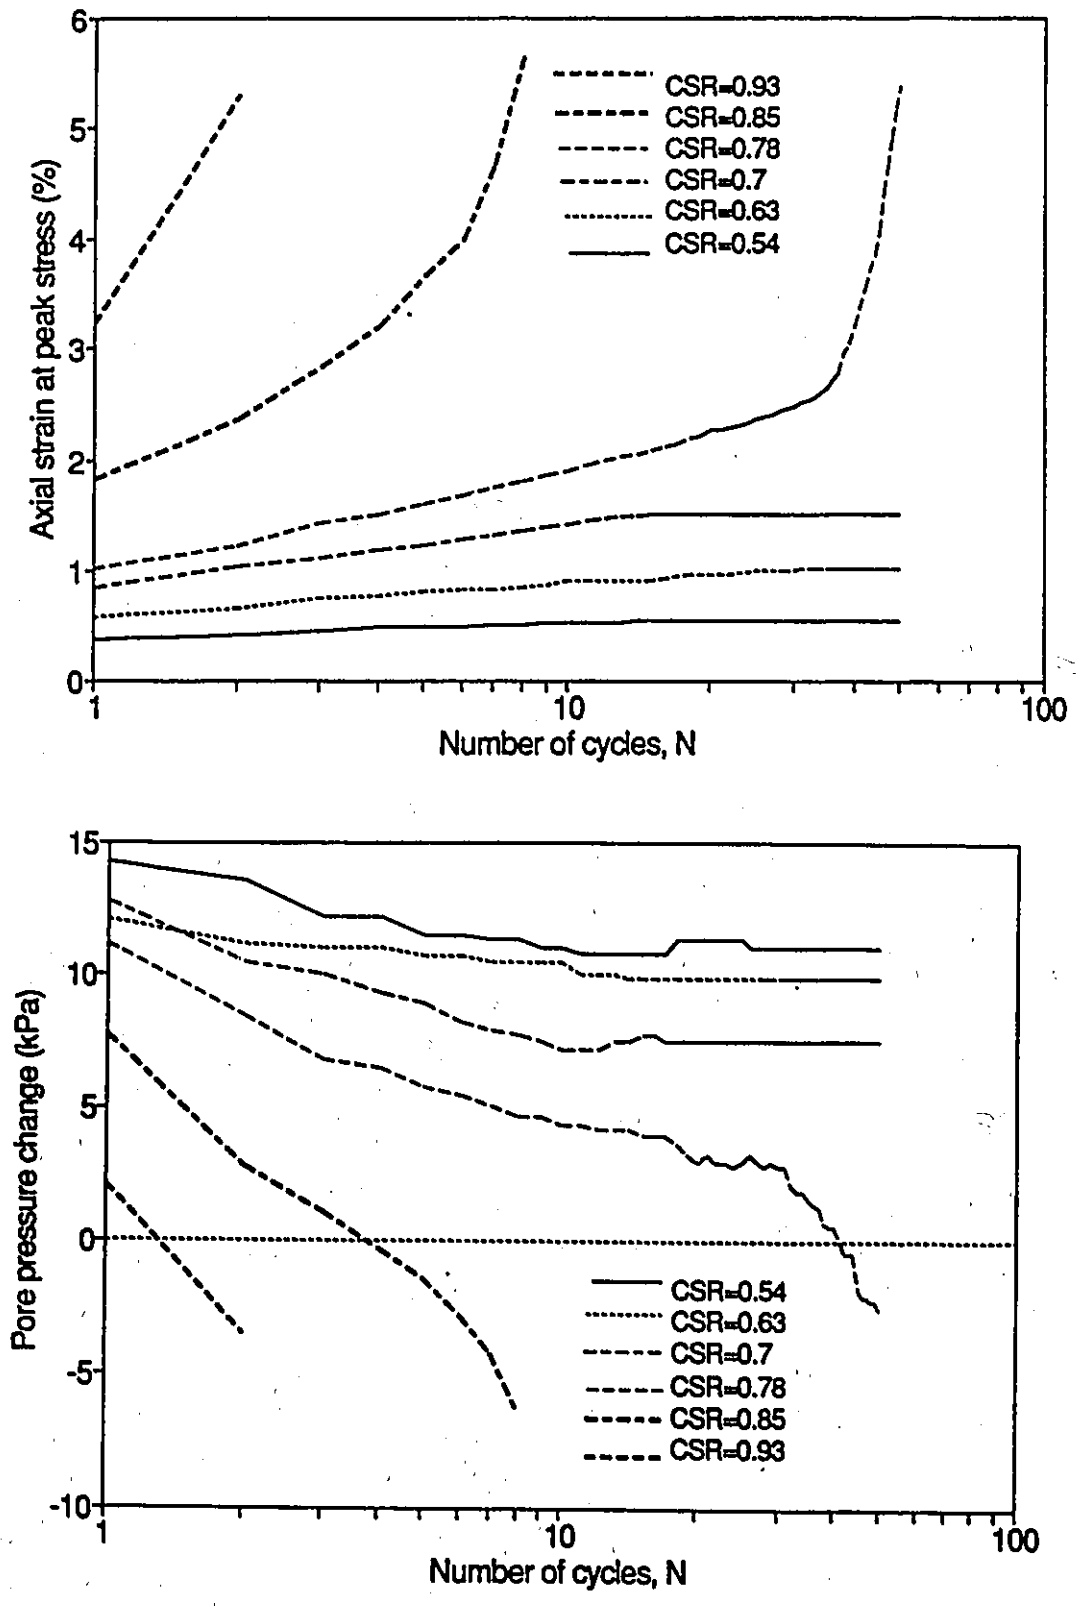 6
5
4
3
2
1
0
Axial strain at peak stress (%)
CSR=0.93
CSR=0.85
CSR=0.78
CSR=0.7
CSR=0.63
CSR=0.54
1 10 100
Number of cycles, N
15
10
5
0
-5
-10
Pore pressure change (kPa)
CSR=0.54
CSR=0.63
CSR=0.7
CSR=0.78
CSR=0.85
CSR=0.93
1 10 100
Number of cycles, N